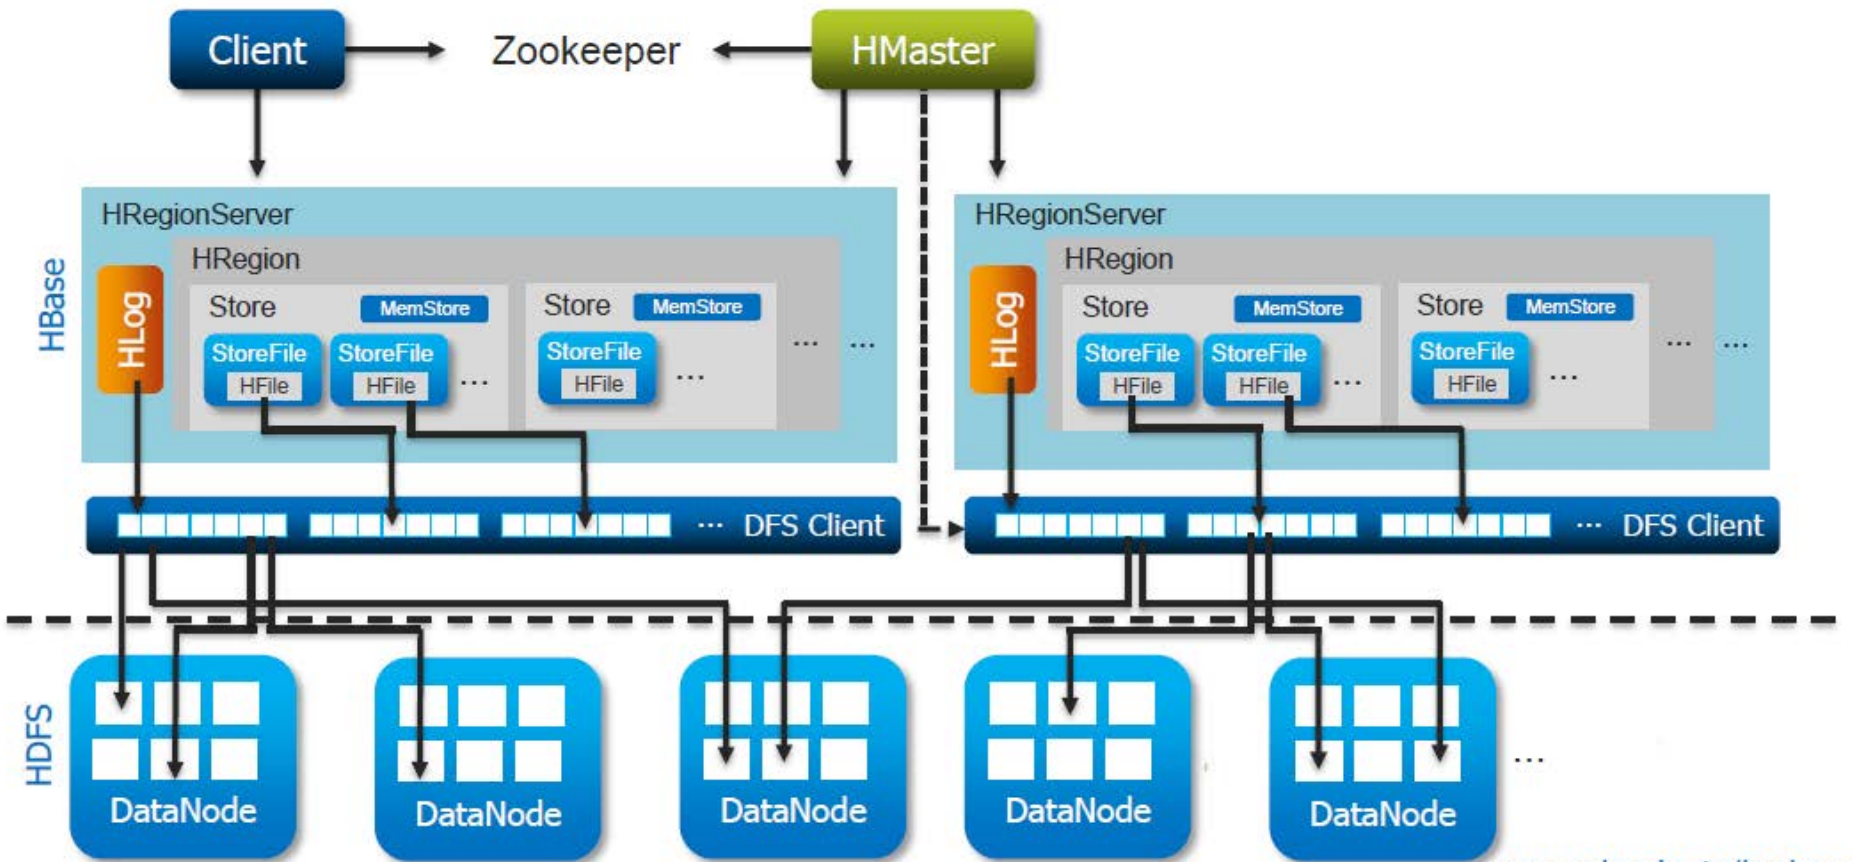 Client
Zookeeper
HMaster
HBase
HRegionServer
HLog
HRegion
Store
MemStore
StoreFile
HFile
StoreFile
HFile
...
Store
MemStore
StoreFile
HFile
...
...
...
HRegionServer
HLog
HRegion
Store
MemStore
StoreFile
HFile
StoreFile
HFile
...
Store
MemStore
StoreFile
HFile
...
...
...
... DFS Client
... DFS Client
HDFS
DataNode
DataNode
DataNode
DataNode
DataNode
...